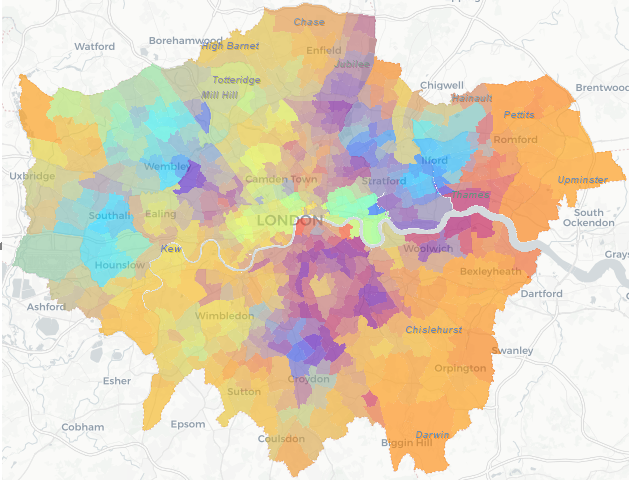 Chase
Watford
Borehamwood
High Barnet
Enfield
Jubilee
Totteridge
Mill Hill
Chigwell
Hainault
Brentwood
Pettits
Romford
Wembley
Ilford
Uxbridge
Camden Town
Stratford
Upminster
Thames
Southall
Ealing
LONDON
South
Ockendon
Kew
Woolwich
Hounslow
Bexleyheath
Grays
Dartford
Ashford
Wimbledon
Chislehurst
Swanley
Orpington
Esher
Croydon
Sutton
Cobham
Epsom
Coulsdon
Darwin
Biggin Hill